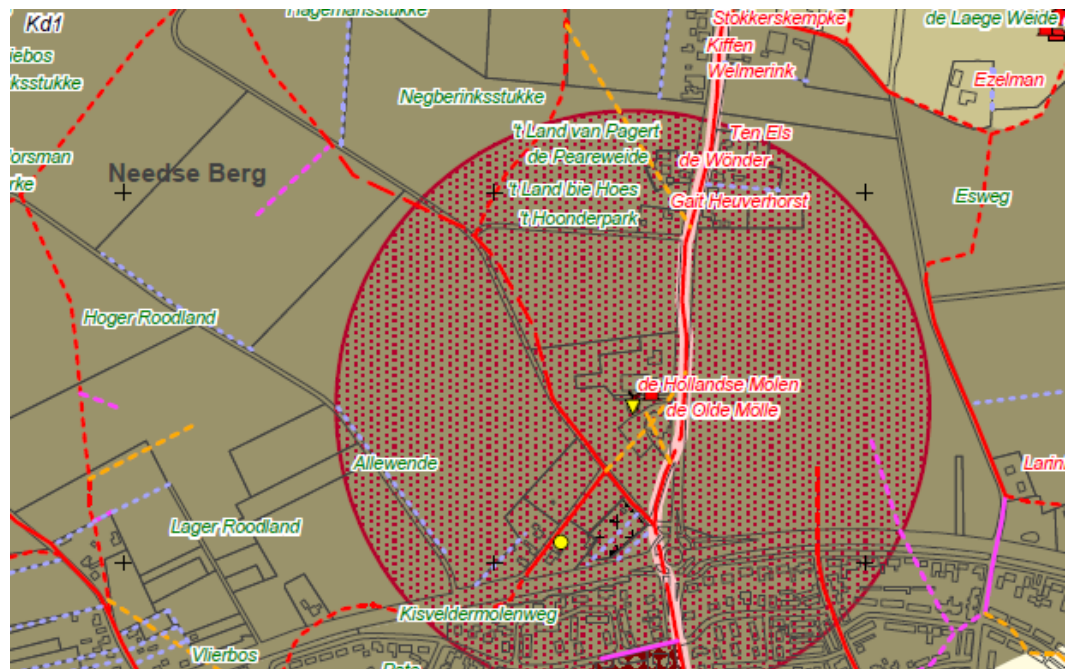 Kd1
Hagemansstukke
Stokkerskempke
de Laege Weide
Kiffen
Welmerink
Ezelman
Negberinksstukke
't Land van Pagert
Ten Els
de Peareweide
de Wönder
Needse Berg
't Land bie Hoes
Gait Heuverhorst
Esweg
't Hoonderpark
Hoger Roodland
de Hollandse Molen
de Olde Mölle
Allewende
Lager Roodland
Kisveldermolenweg
Vlierbos